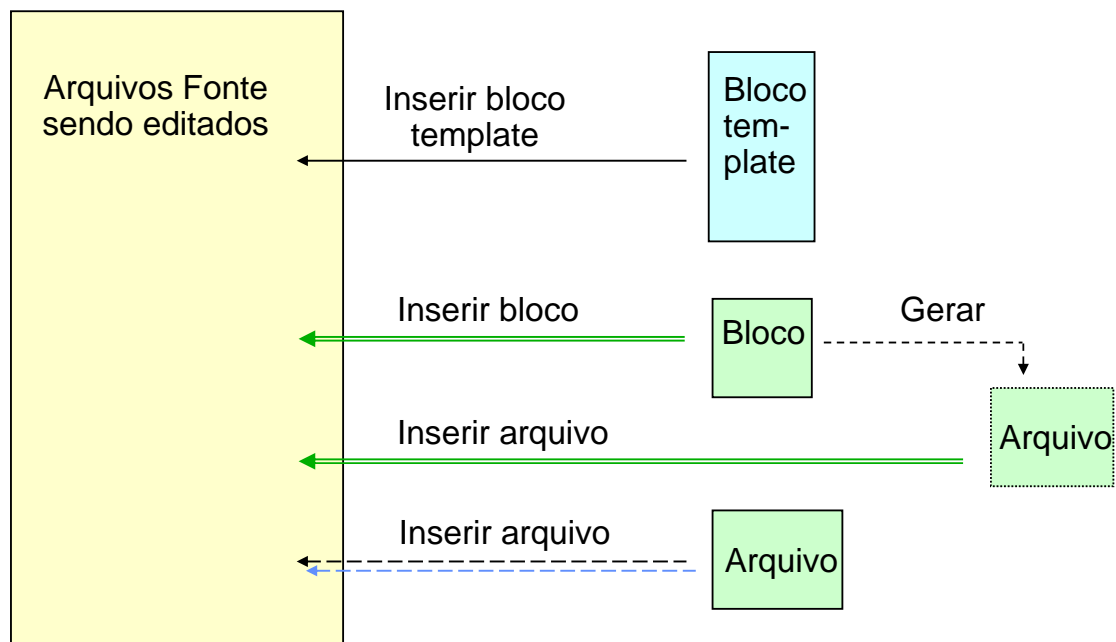 Arquivos Fonte
sendo editados
Inserir bloco
template
Bloco
tem-
plate
Inserir bloco
Bloco
Gerar
Inserir arquivo
Arquivo
Inserir arquivo
Arquivo